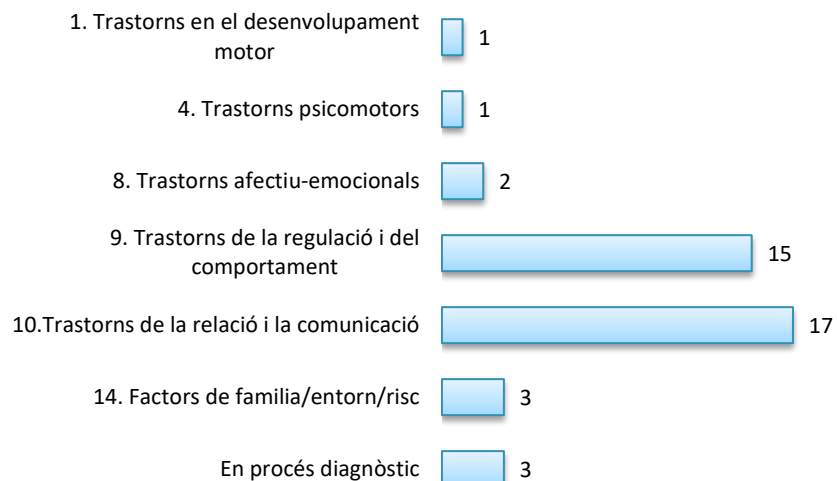 1. Trastorns en el desenvolupament
motor
1
4. Trastorns psicomotors
1
8. Trastorns afectiu-emocionals
2
9. Trastorns de la regulació i del
comportament
15
10.Trastorns de la relació i la comunicació
17
14. Factors de familia/entorn/risc
3
En procés diagnòstic
3